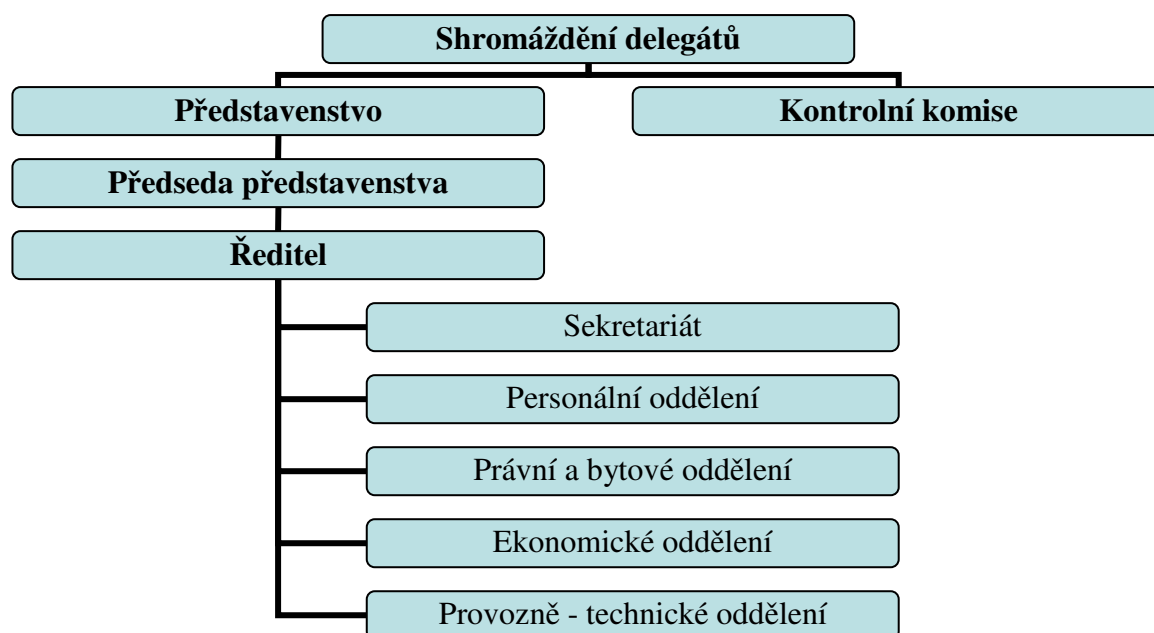 Shromáždění delegátů
Představenstvo
Kontrolní komise
Předseda představenstva
Ředitel
Sekretariát
Personální oddělení
Právní a bytové oddělení
Ekonomické oddělení
Provozně - technické oddělení